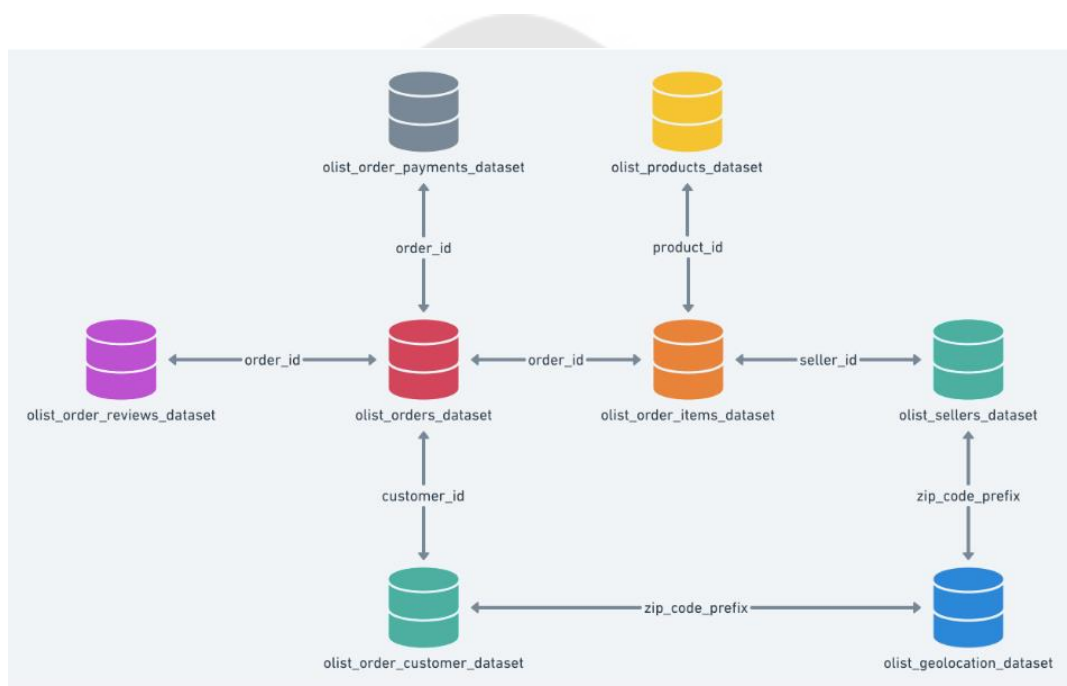 olist_order_payments_dataset
olist_products_dataset
order_id
product_id
order_id
order_id
seller_id
olist_order_reviews_dataset
olist_orders_dataset
olist_order_items_dataset
olist_sellers_dataset
customer_id
zip_code_prefix
zip_code_prefix
olist_order_customer_dataset
olist_geolocation_dataset